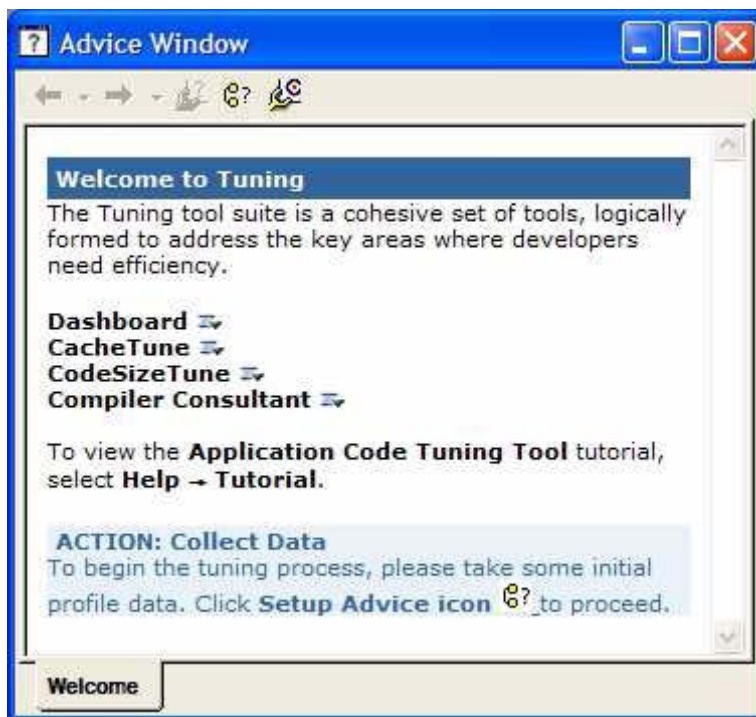 Advice Window
Welcome to Tuning
The Tuning tool suite is a cohesive set of tools, logically
formed to address the key areas where developers
need efficiency.
Dashboard
CacheTune
CodeSizeTune
Compiler Consultant
To view the Application Code Tuning Tool tutorial,
select Help → Tutorial.
ACTION: Collect Data
To begin the tuning process, please take some initial
profile data. Click Setup Advice icon to proceed.
Welcome